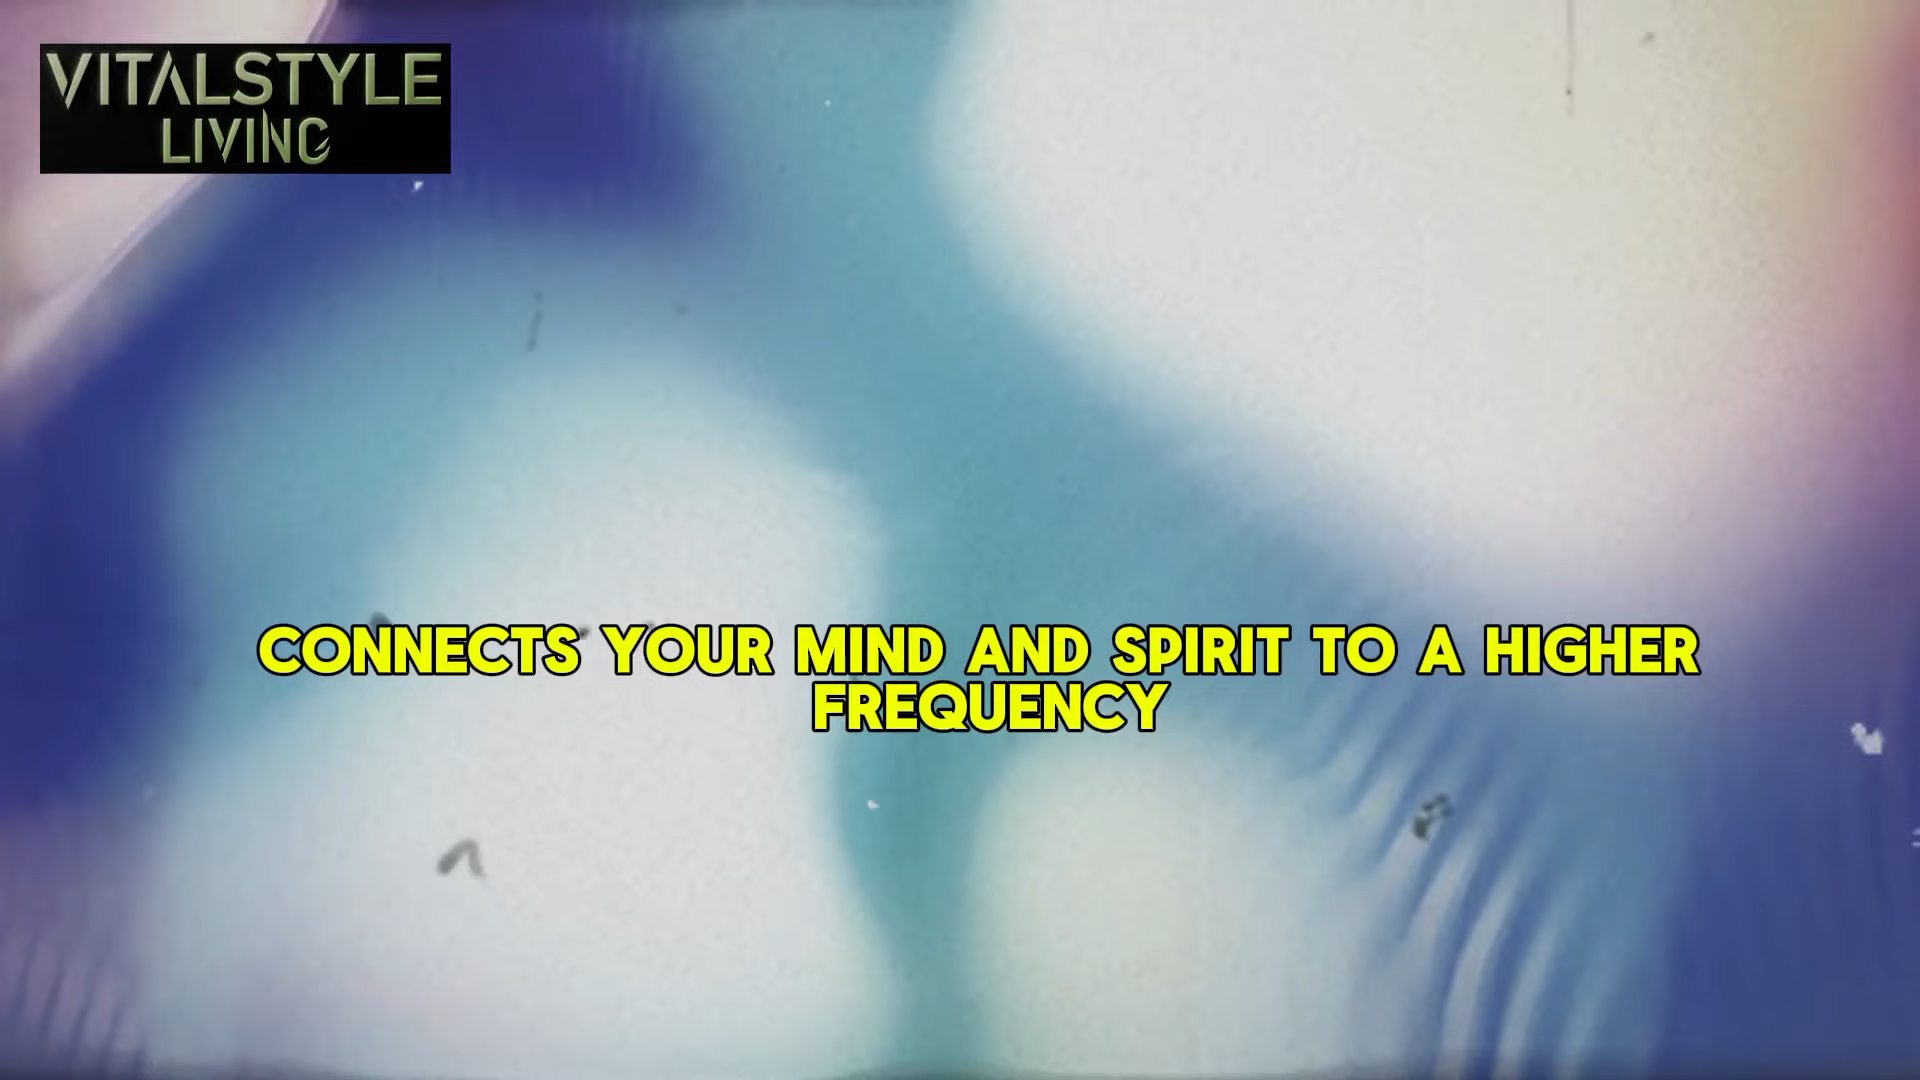 VITALSTYLE
LIVING
CONNECTS YOUR MIND AND SPIRIT TO A HIGHER
FREQUENCY